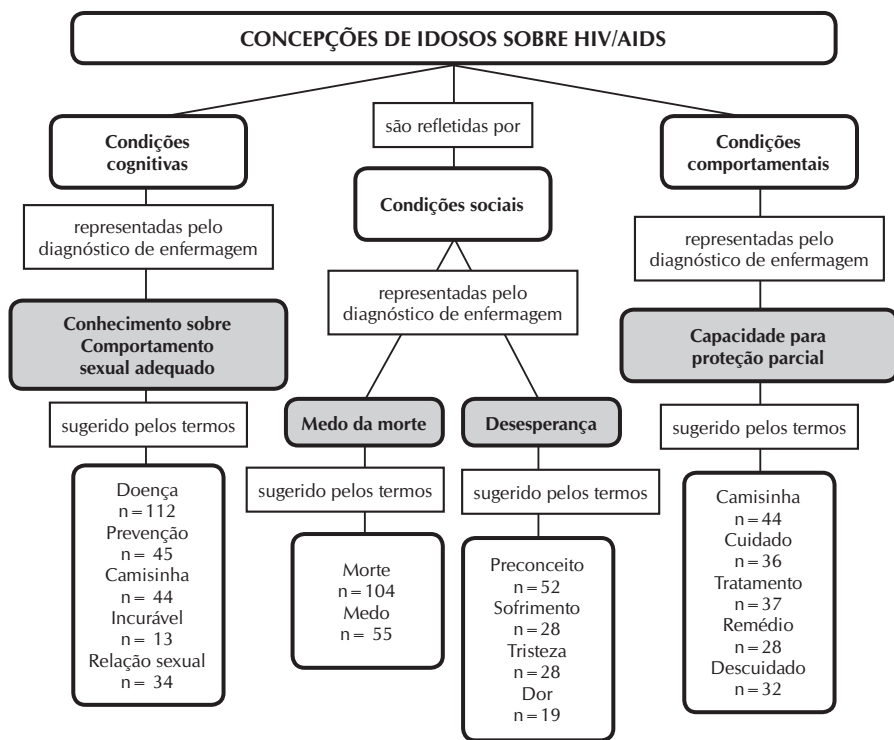 CONCEPÇÕES DE IDOSOS SOBRE HIV/AIDS
Condições
cognitivas
representadas pelo
diagnóstico de enfermagem
Conhecimento sobre
Comportamento
sexual adequado
sugerido pelos termos
Doença
n=112
Prevenção
n= 45
Camisinha
n= 44
Incurável
n= 13
Relação sexual
n= 34
são refletidas por
Condições sociais
representadas pelo
diagnóstico de enfermagem
Medo da morte
sugerido pelos termos
Morte
n=104
Medo
n= 55
Desesperança
sugerido pelos termos
Preconceito
n=52
Sofrimento
n=28
Tristeza
n=28
Dor
n=19
Condições
comportamentais
representadas pelo
diagnóstico de enfermagem
Capacidade para
proteção parcial
sugerido pelos termos
Camisinha
n=44
Cuidado
n=36
Tratamento
n=37
Remédio
n=28
Descuidado
n=32